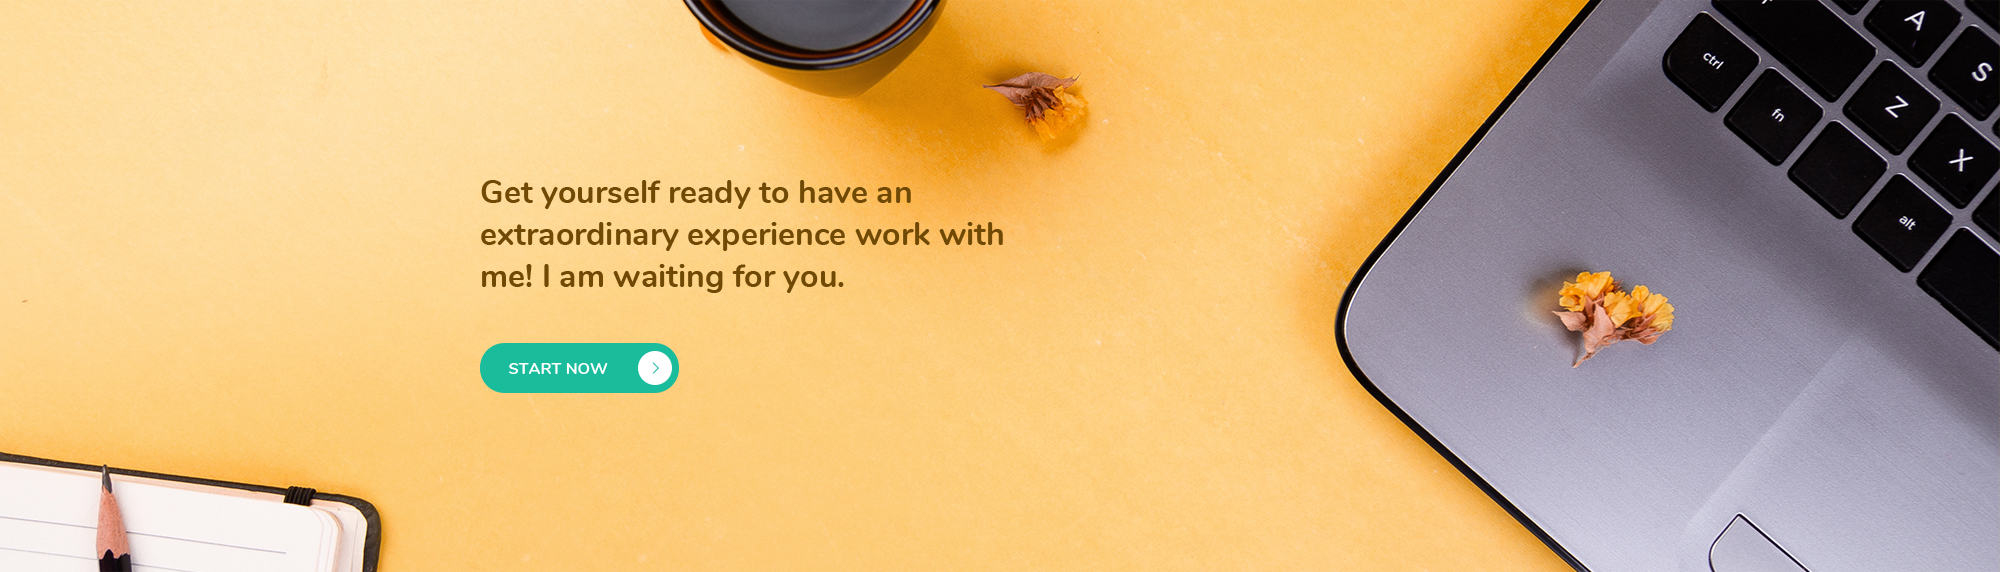 Get yourself ready to have an
extraordinary experience work with
me! I am waiting for you.
START NOW
A
S
ctrl
fn
Z
X
alt